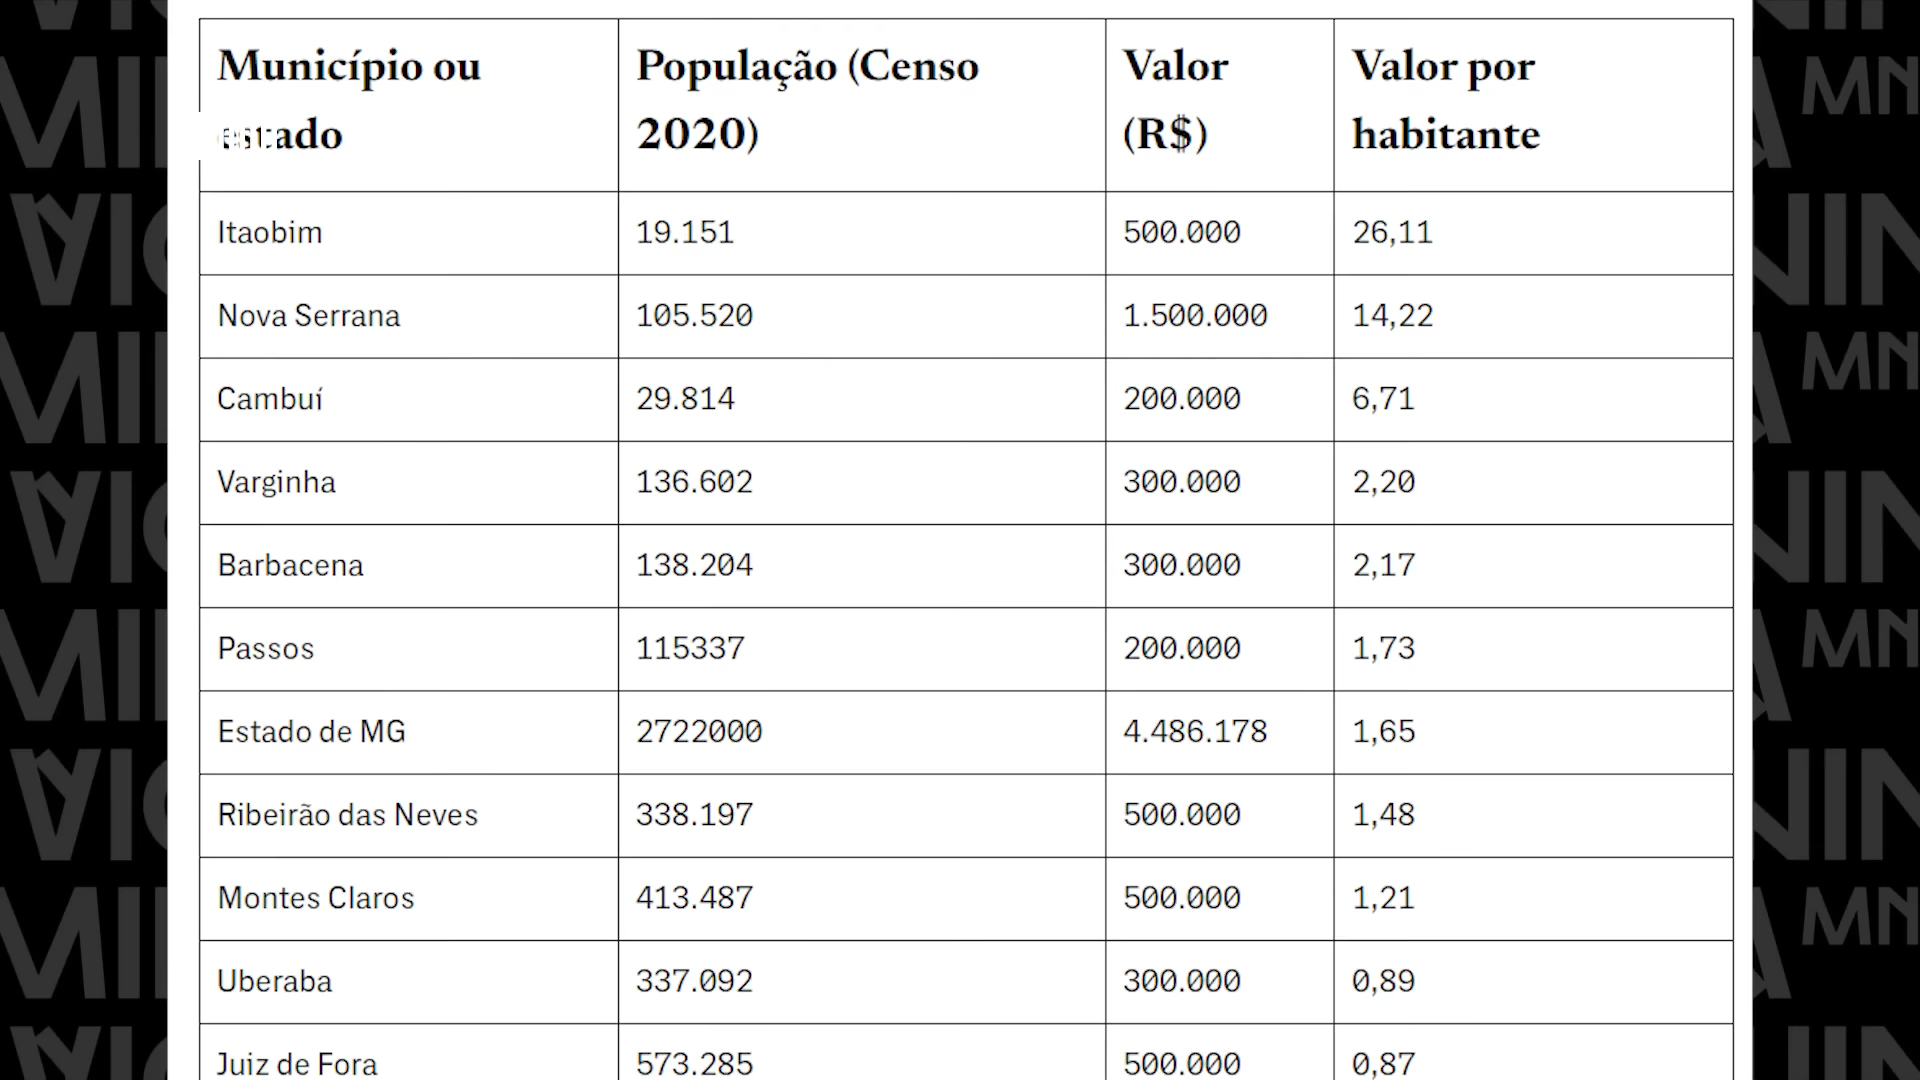 Município ou
estado
População (Censo
2020)
Valor
(R$)
Valor por
habitante
Itaobim 19.151 500.000 26,11
Nova Serrana 105.520 1.500.000 14,22
Cambuí 29.814 200.000 6,71
Varginha 136.602 300.000 2,20
Barbacena 138.204 300.000 2,17
Passos 115337 200.000 1,73
Estado de MG 2722000 4.486.178 1,65
Ribeirão das Neves 338.197 500.000 1,48
Montes Claros 413.487 500.000 1,21
Uberaba 337.092 300.000 0,89
Juiz de Fora 573.285 500.000 0,87